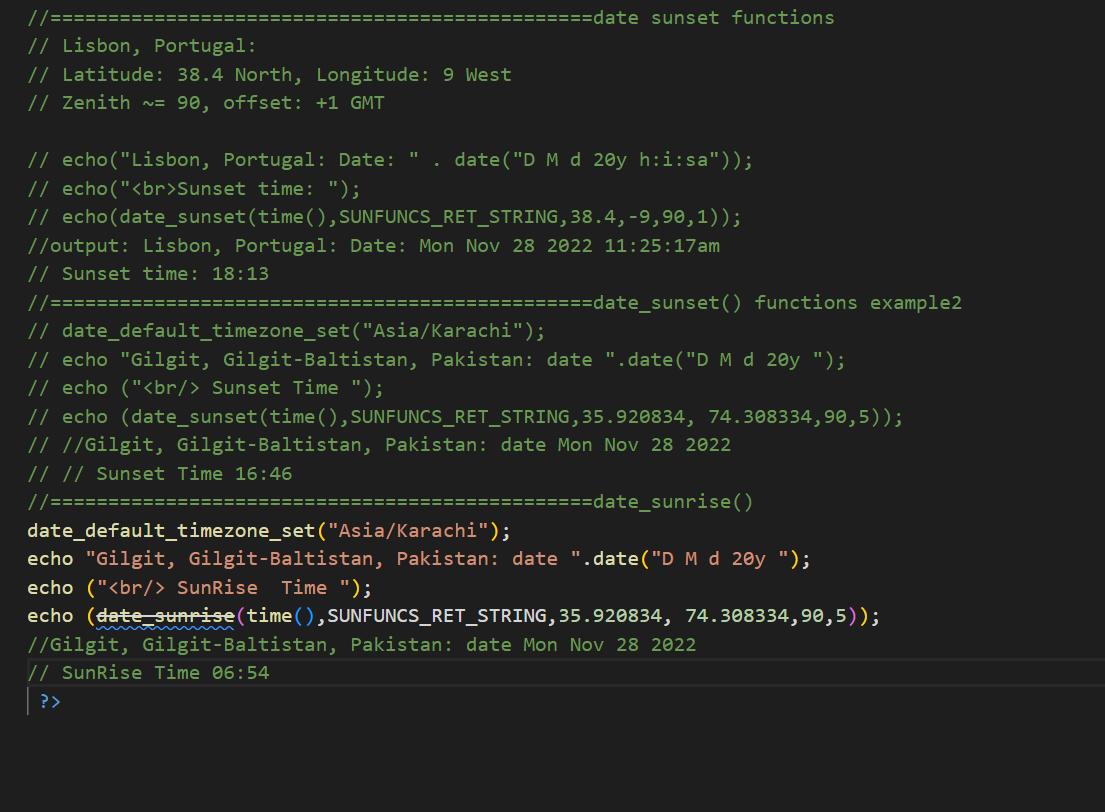 //===============================================date sunset functions
// Lisbon, Portugal:
// Latitude: 38.4 North, Longitude: 9 West
// Zenith ~= 90, offset: +1 GMT
// echo("Lisbon, Portugal: Date: " . date("D M d 20y h:i:sa"));
// echo("<br>Sunset time: ");
// echo(date_sunset(time(),SUNFUNCS_RET_STRING,38.4,-9,90,1));
//output: Lisbon, Portugal: Date: Mon Nov 28 2022 11:25:17am
// Sunset time: 18:13
//===============================================date_sunset() functions example2
// date_default_timezone_set("Asia/Karachi");
// echo "Gilgit, Gilgit-Baltistan, Pakistan: date ".date("D M d 20y ");
// echo ("<br/> Sunset Time ");
// echo (date_sunset(time(),SUNFUNCS_RET_STRING,35.920834, 74.308334,90,5));
// //Gilgit, Gilgit-Baltistan, Pakistan: date Mon Nov 28 2022
// // Sunset Time 16:46
//===============================================date_sunrise()
date_default_timezone_set("Asia/Karachi");
echo "Gilgit, Gilgit-Baltistan, Pakistan: date ".date("D M d 20y ");
echo ("<br/> SunRise  Time ");
echo (date_sunrise(time(),SUNFUNCS_RET_STRING,35.920834, 74.308334,90,5));
//Gilgit, Gilgit-Baltistan, Pakistan: date Mon Nov 28 2022
// SunRise Time 06:54
?>